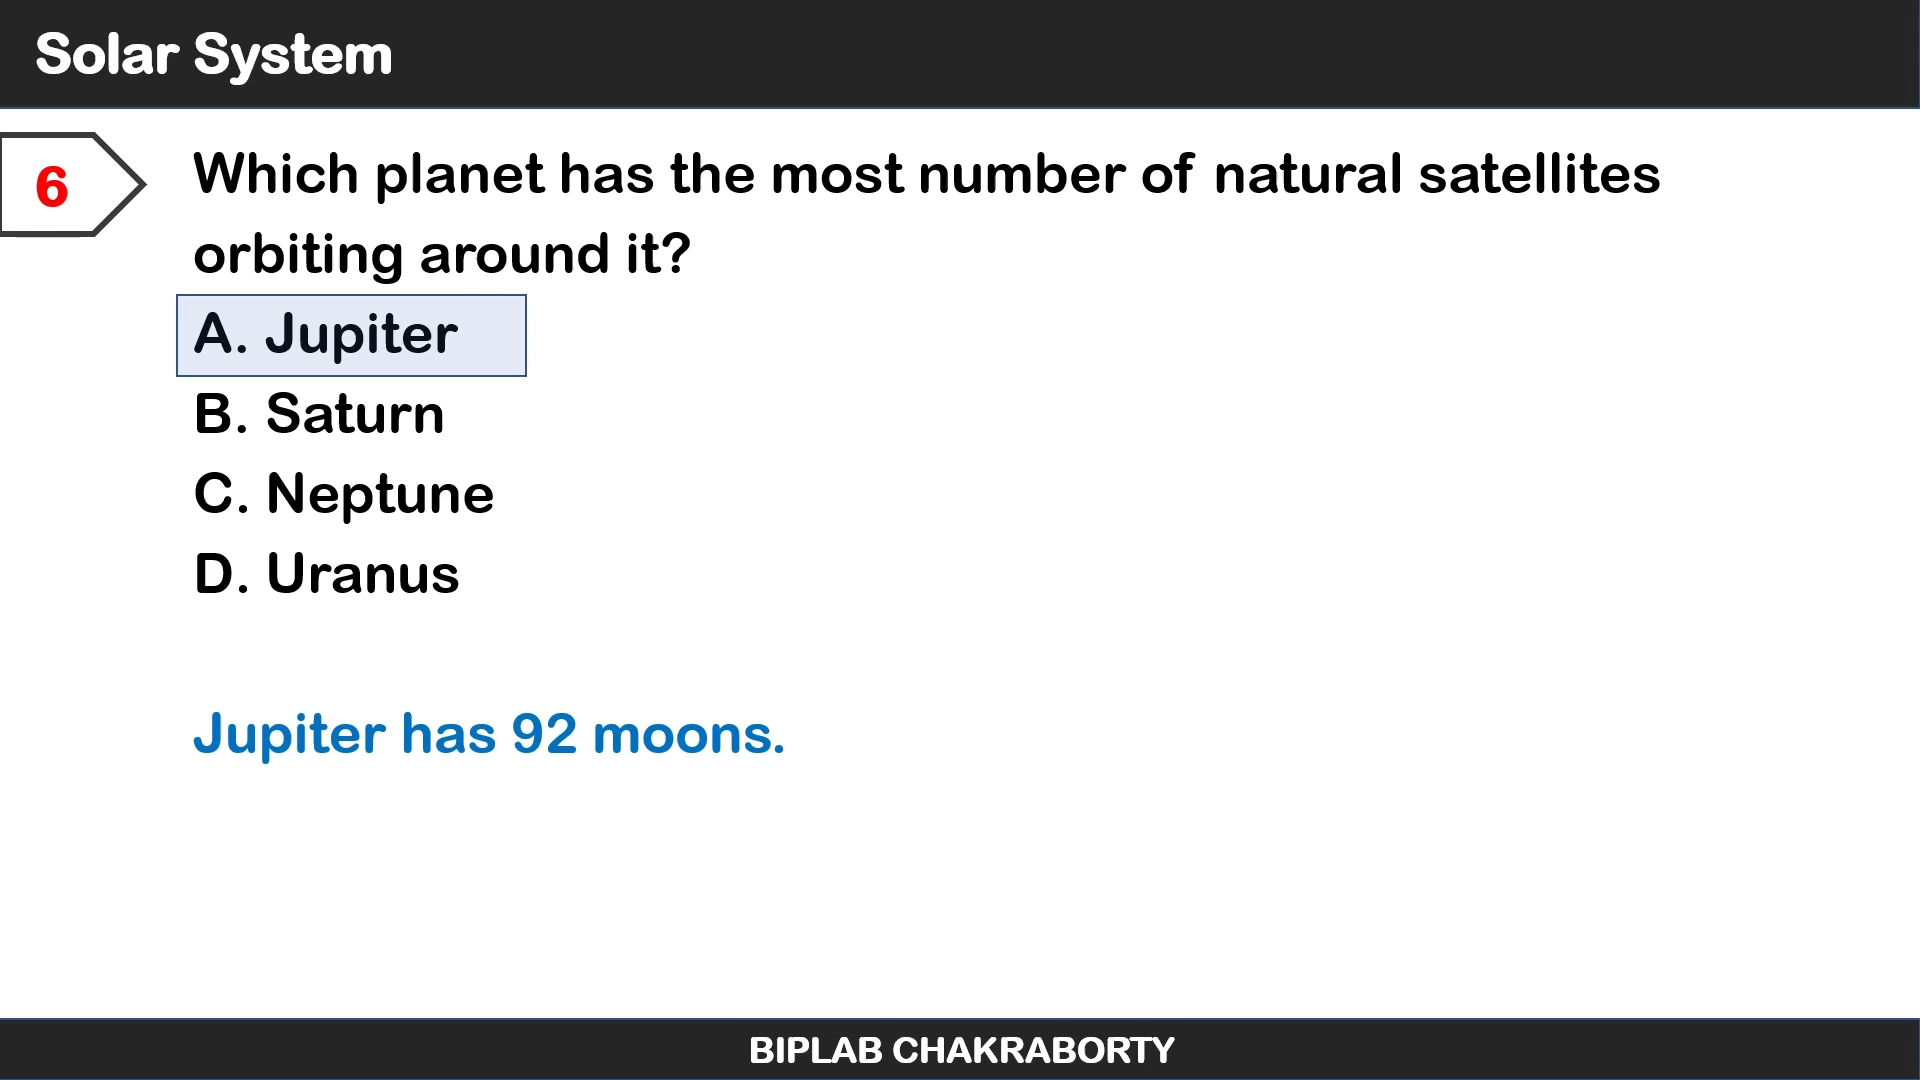 Solar System
6
Which planet has the most number of natural satellites
orbiting around it?
A. Jupiter
B. Saturn
C. Neptune
D. Uranus
Jupiter has 92 moons.
BIPLAB CHAKRABORTY